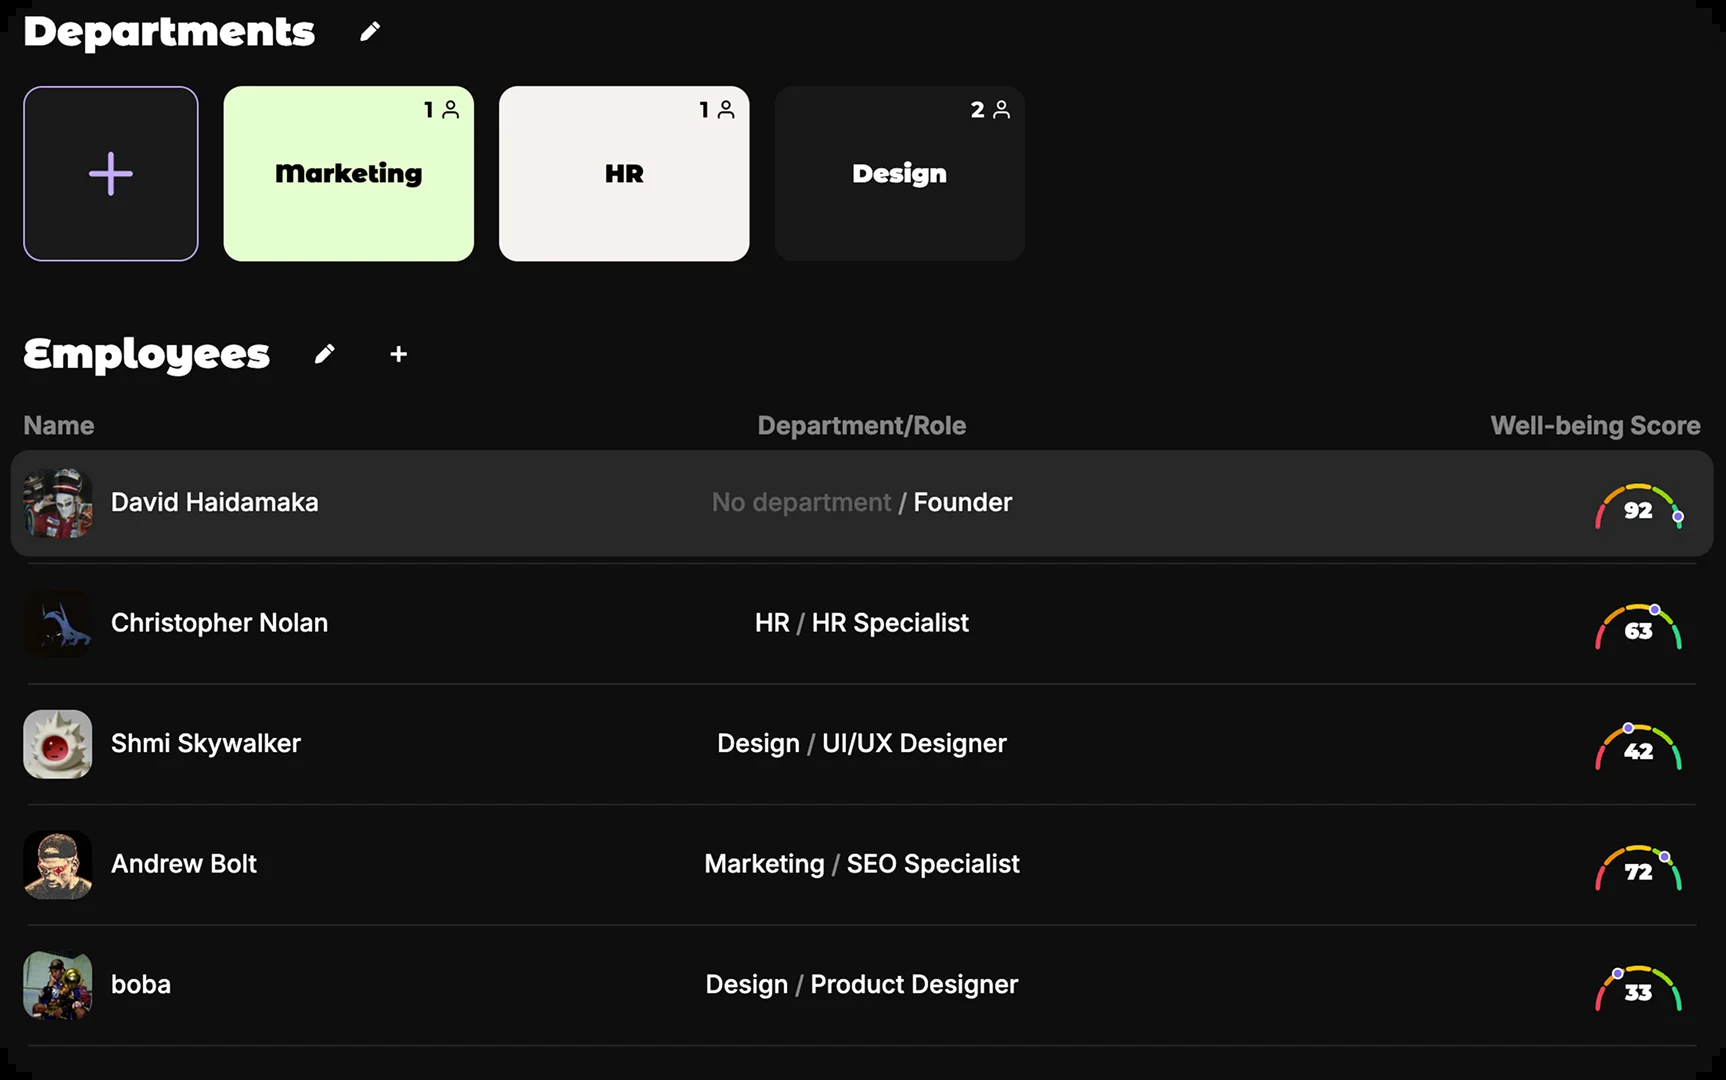 Departments
1
Marketing
1
HR
2
Design
Employees
Name Department/Role Well-being Score
David Haidamaka No department / Founder 92
Christopher Nolan HR / HR Specialist 63
Shmi Skywalker Design / UI/UX Designer 42
Andrew Bolt Marketing / SEO Specialist 72
boba Design / Product Designer 33